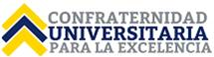 CONFRATERNIDAD
UNIVERSITARIA
PARA LA EXCELENCIA